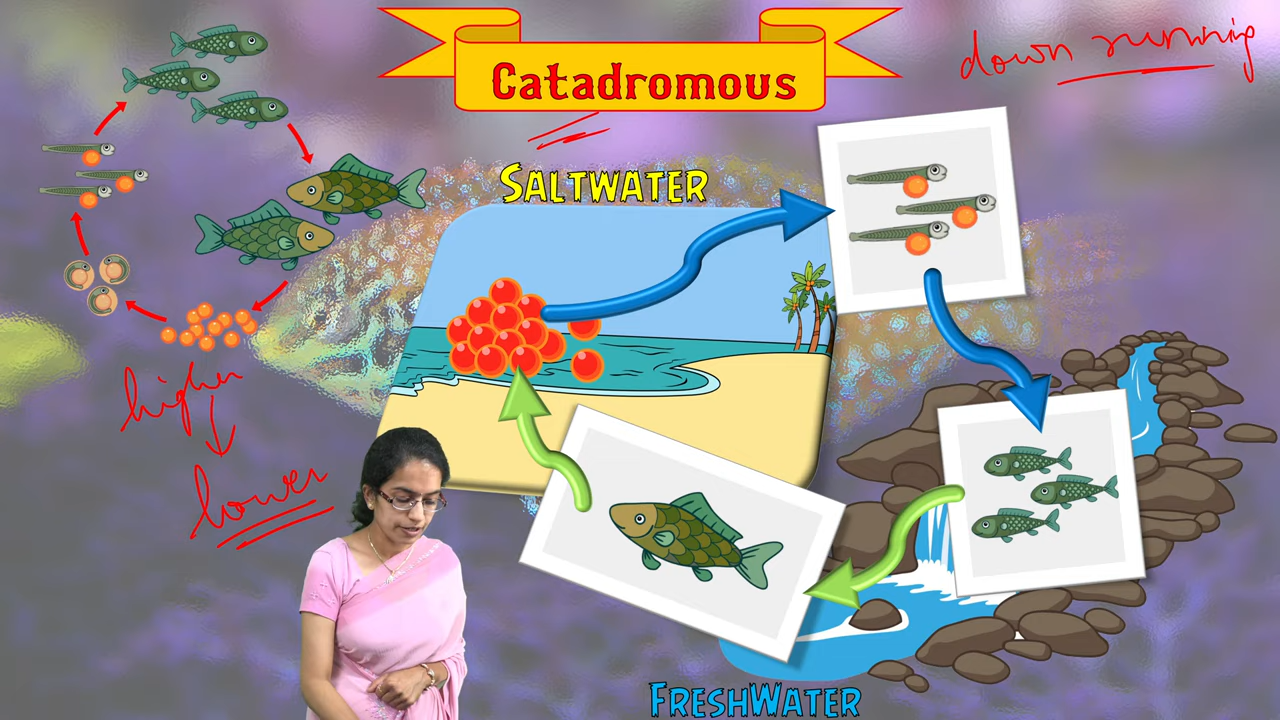 Catadromous
down running
SALTWATER
higher
lower
FRESHWATER